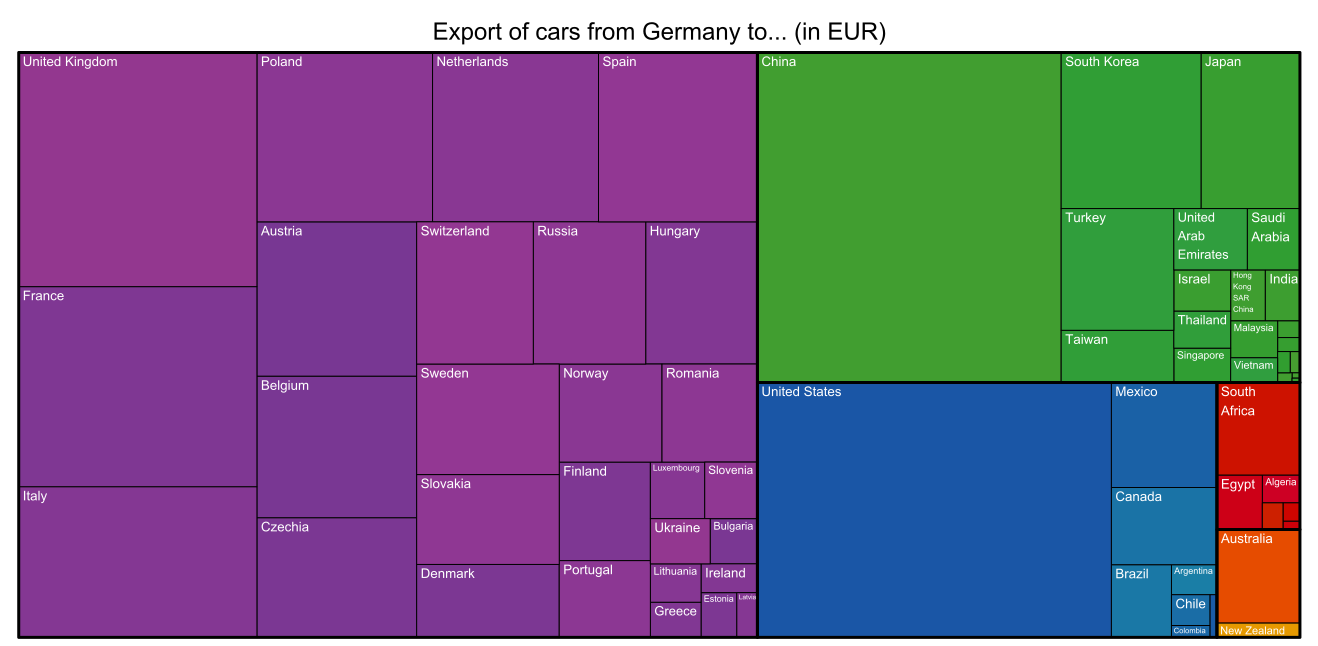 Export of cars from Germany to... (in EUR)
United Kingdom
Poland
Netherlands
Spain
China
South Korea
Japan
Turkey
United
Arab
Emirates
Saudi
Arabia
Austria
Switzerland
Russia
Hungary
Israel
Hong
Kong
SAR
China
India
France
Thailand
Malaysia
Taiwan
Singapore
Vietnam
Belgium
Sweden
Norway
Romania
United States
Mexico
South
Africa
Finland
Luxembourg
Slovenia
Slovakia
Egypt
Algeria
Italy
Canada
Czechia
Ukraine
Bulgaria
Australia
Denmark
Portugal
Lithuania
Ireland
Brazil
Argentina
Estonia
Latvia
Greece
Chile
Colombia
New Zealand